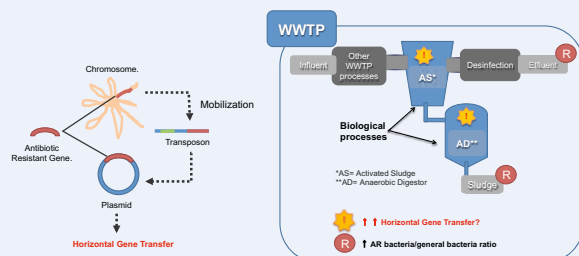 Chromosome.
Mobilization
Antibiotic
Resistant Gene.
Transposon
Plasmid
Horizontal Gene Transfer
WWTP
Influent
Other
WWTP
processes
!
AS*
Desinfection
Effluent
R
Biological
processes
!
AD**
*AS= Activated Sludge
**AD= Anaerobic Digestor
Sludge
R
! ↑ ↑ Horizontal Gene Transfer?
R ↑ AR bacteria/general bacteria ratio